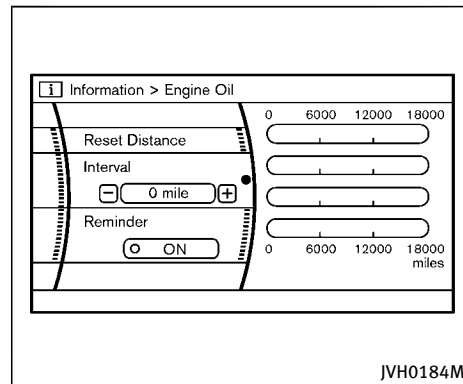 i Information > Engine Oil
0 6000 12000 18000
Reset Distance
Interval
− 0 mile +
Reminder
ON
0 6000 12000 18000
miles
JVH0184M